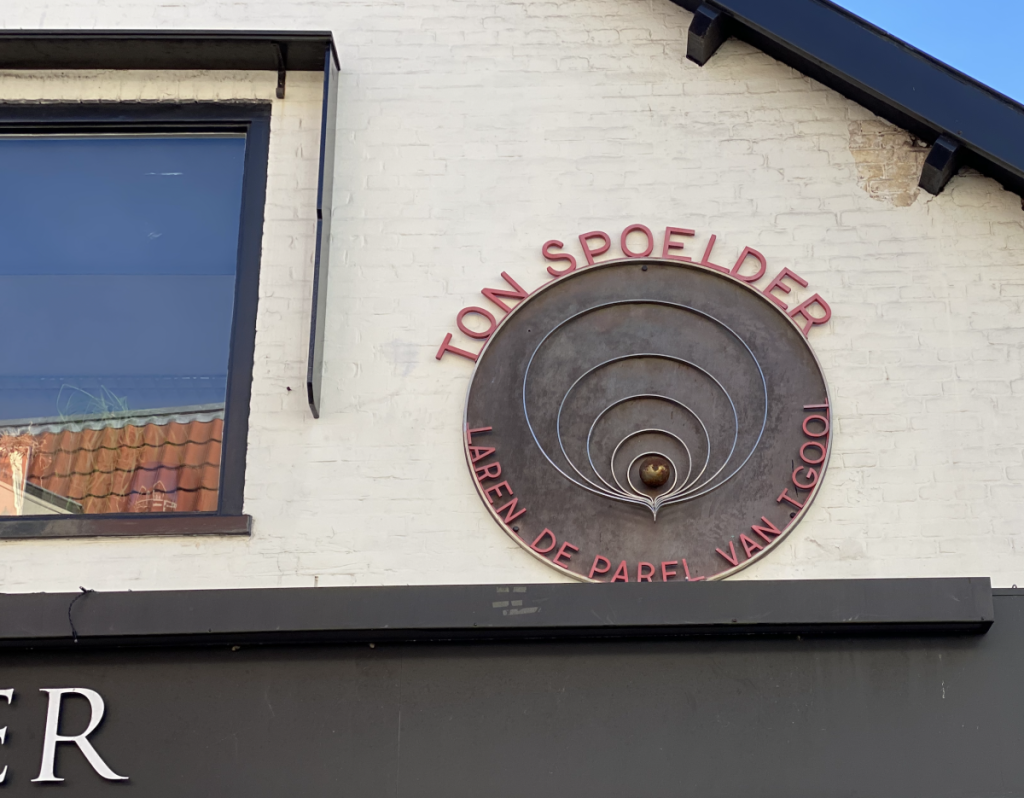 TON SPOELDER
LAREN. DE PAREL VAN 'T GOOI
ER